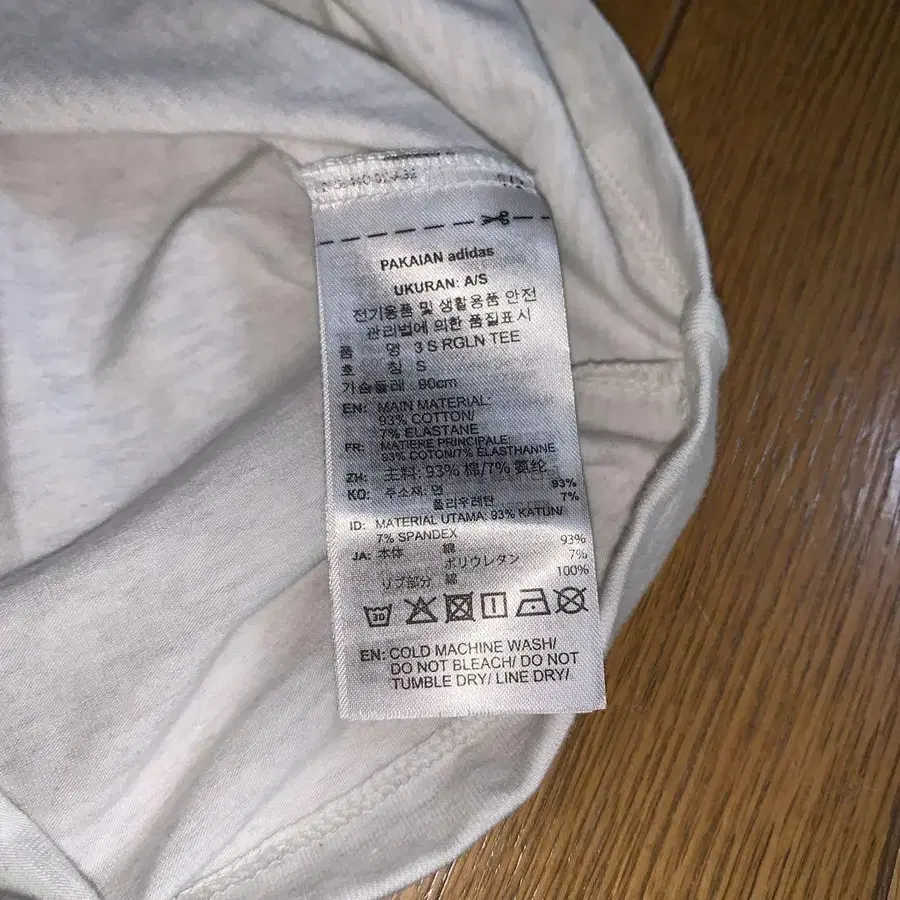 PAKAIAN adidas
UKURAN: A/S
전기용품 및 생활용품 안전
관리법에 의한 품질표시
품 명 3 S RGLN TEE
호 칭 S
가슴둘레 90cm
EN: MAIN MATERIAL:
93% COTTON/
7% ELASTANE
FR: MATIERE PRINCIPALE:
93% COTON/7% ELASTHANNE
ZH: 主料: 93% 棉/7% 氨纶
KO: 주소재: 면 93%
폴리우레탄 7%
ID: MATERIAL UTAMA: 93% KATUN/
7% SPANDEX
JA: 本体 綿 93%
ポリウレタン 7%
リブ部分 綿 100%
30
EN: COLD MACHINE WASH/
DO NOT BLEACH/ DO NOT
TUMBLE DRY/ LINE DRY/